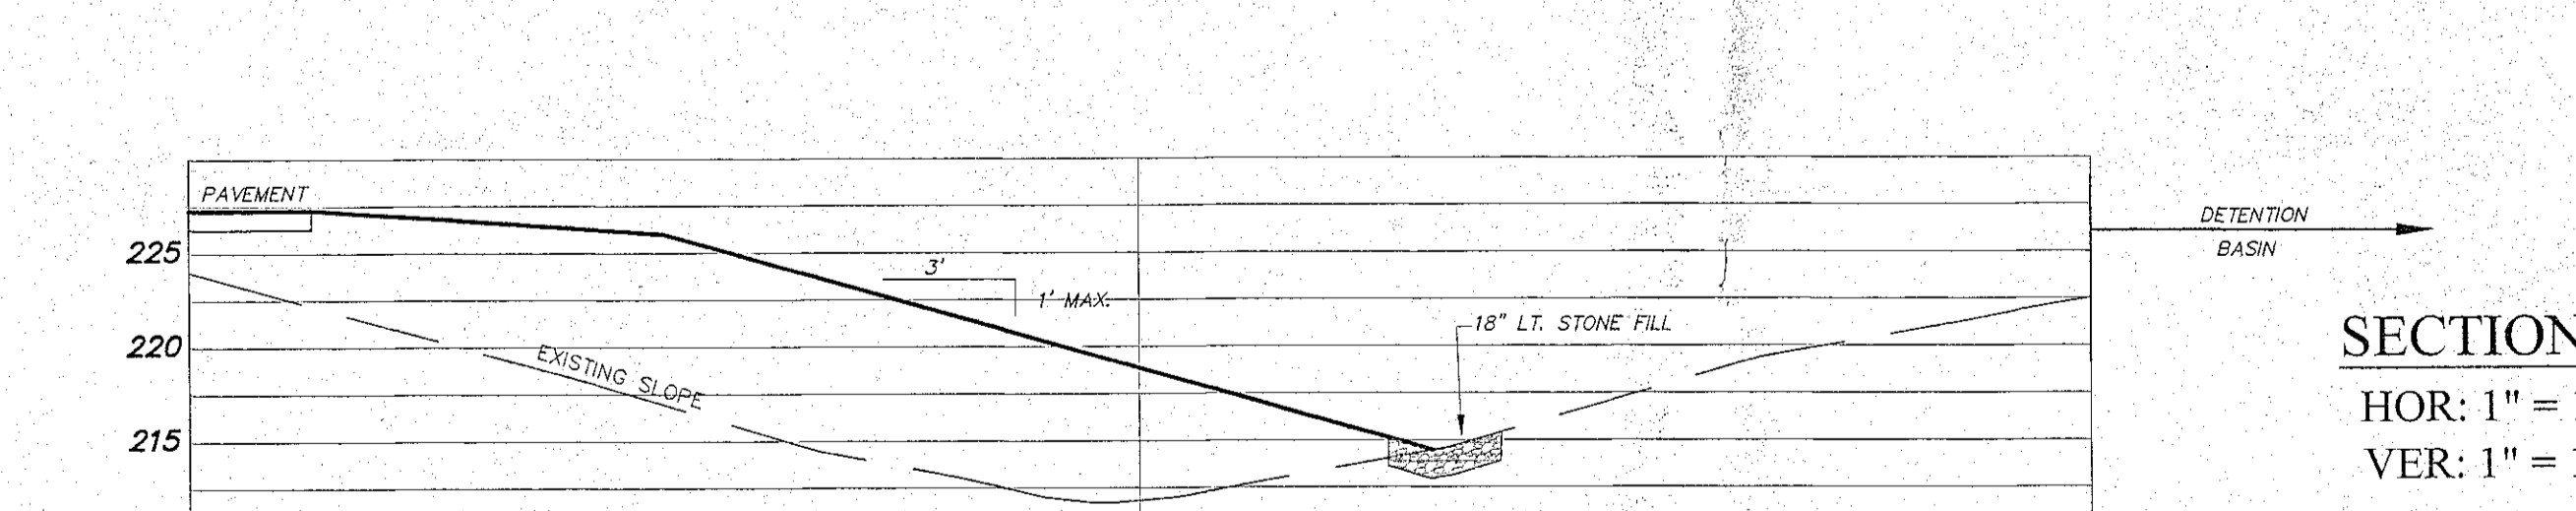 PAVEMENT
DETENTION
BASIN
225
3'
1' MAX.
18" LT. STONE FILL
SECTION
220
EXISTING SLOPE
HOR: 1" =
215
VER: 1" =